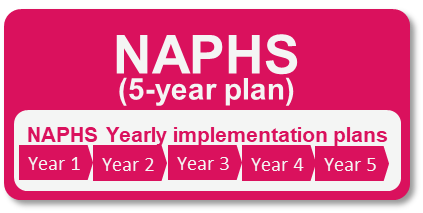 NAPHS
(5-year plan)
NAPHS Yearly implementation plans
Year 1 Year 2 Year 3 Year 4 Year 5